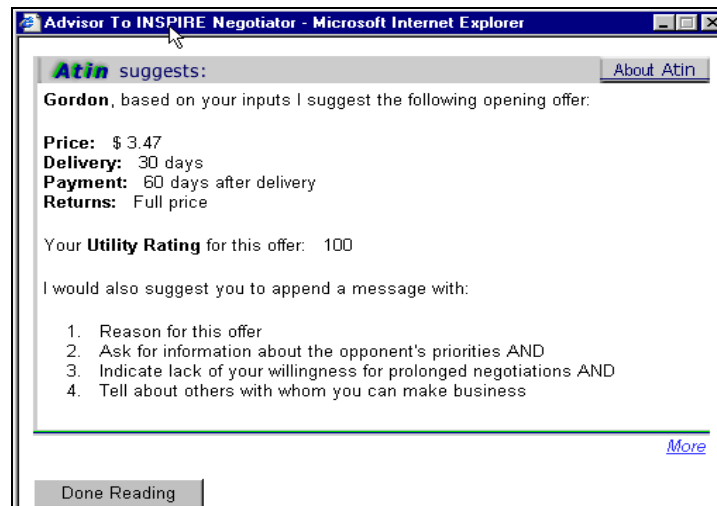 Advisor To INSPIRE Negotiator - Microsoft Internet Explorer
Atin suggests: About Atin
Gordon, based on your inputs I suggest the following opening offer:
Price: $ 3.47
Delivery: 30 days
Payment: 60 days after delivery
Returns: Full price
Your Utility Rating for this offer: 100
I would also suggest you to append a message with:
1. Reason for this offer
2. Ask for information about the opponent's priorities AND
3. Indicate lack of your willingness for prolonged negotiations AND
4. Tell about others with whom you can make business
More
Done Reading